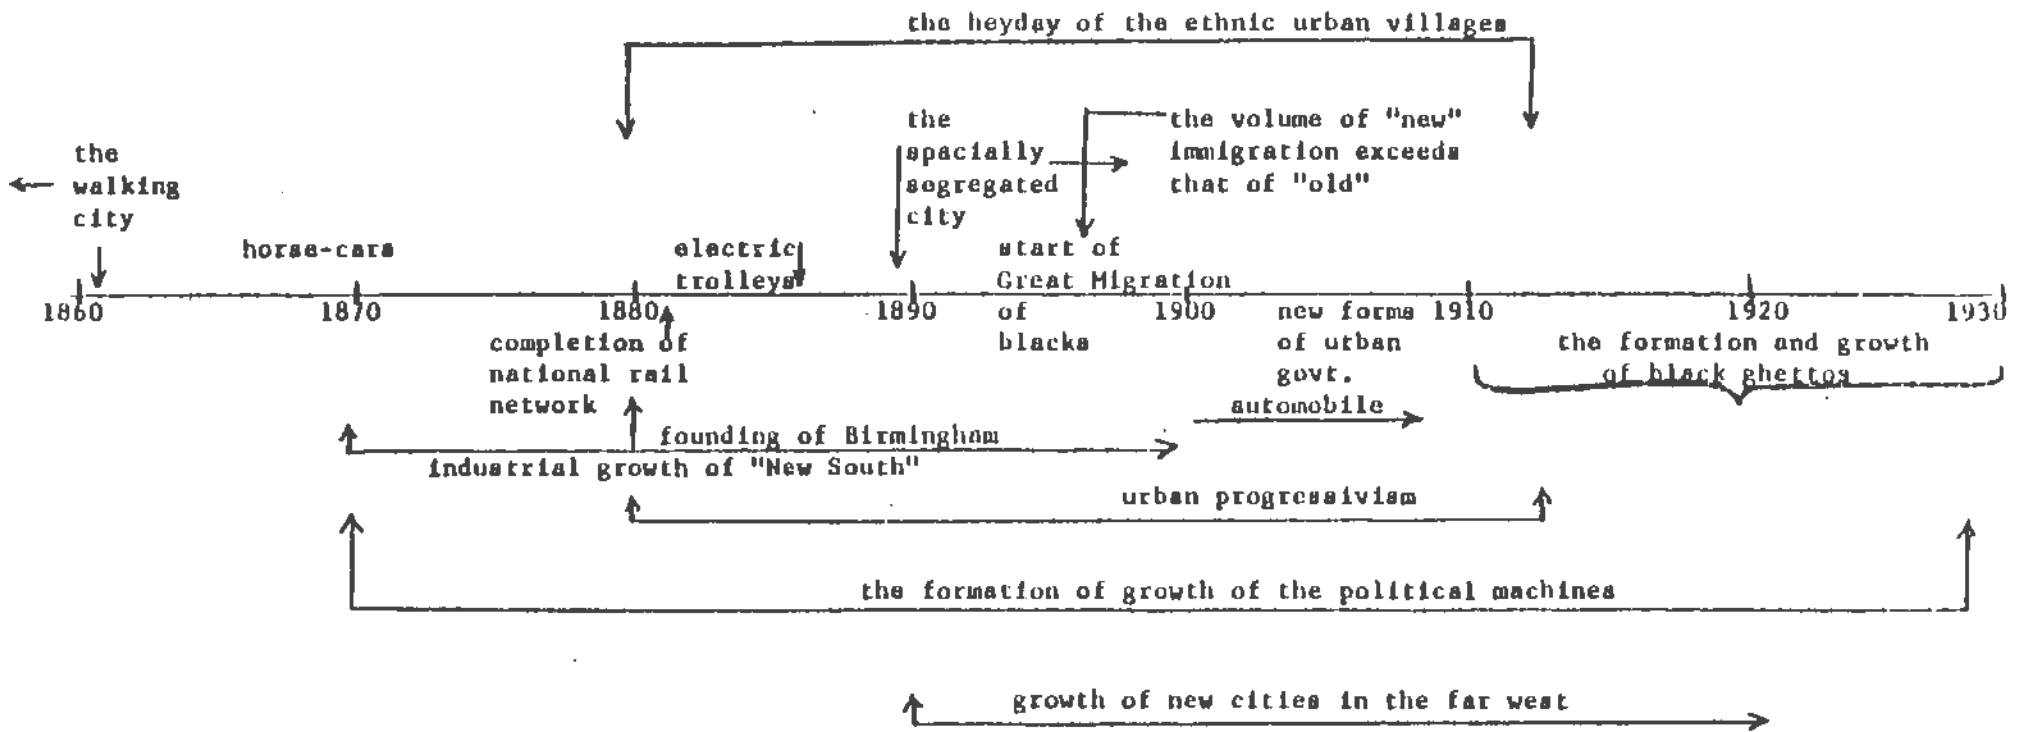 the heyday of the ethnic urban villages
the
walking
city
horse-cars
electric
trolleys
the
spacially
segregated
city
the volume of "new"
immigration exceeds
that of "old"
start of
Great Migration
of
blacks
1860
1870
1880
1890
1900
1910
1920
1930
completion of
national rail
network
new forms
of urban
govt.
automobile
the formation and growth
of black ghettos
founding of Birmingham
industrial growth of "New South"
urban progressivism
the formation of growth of the political machines
growth of new cities in the far west